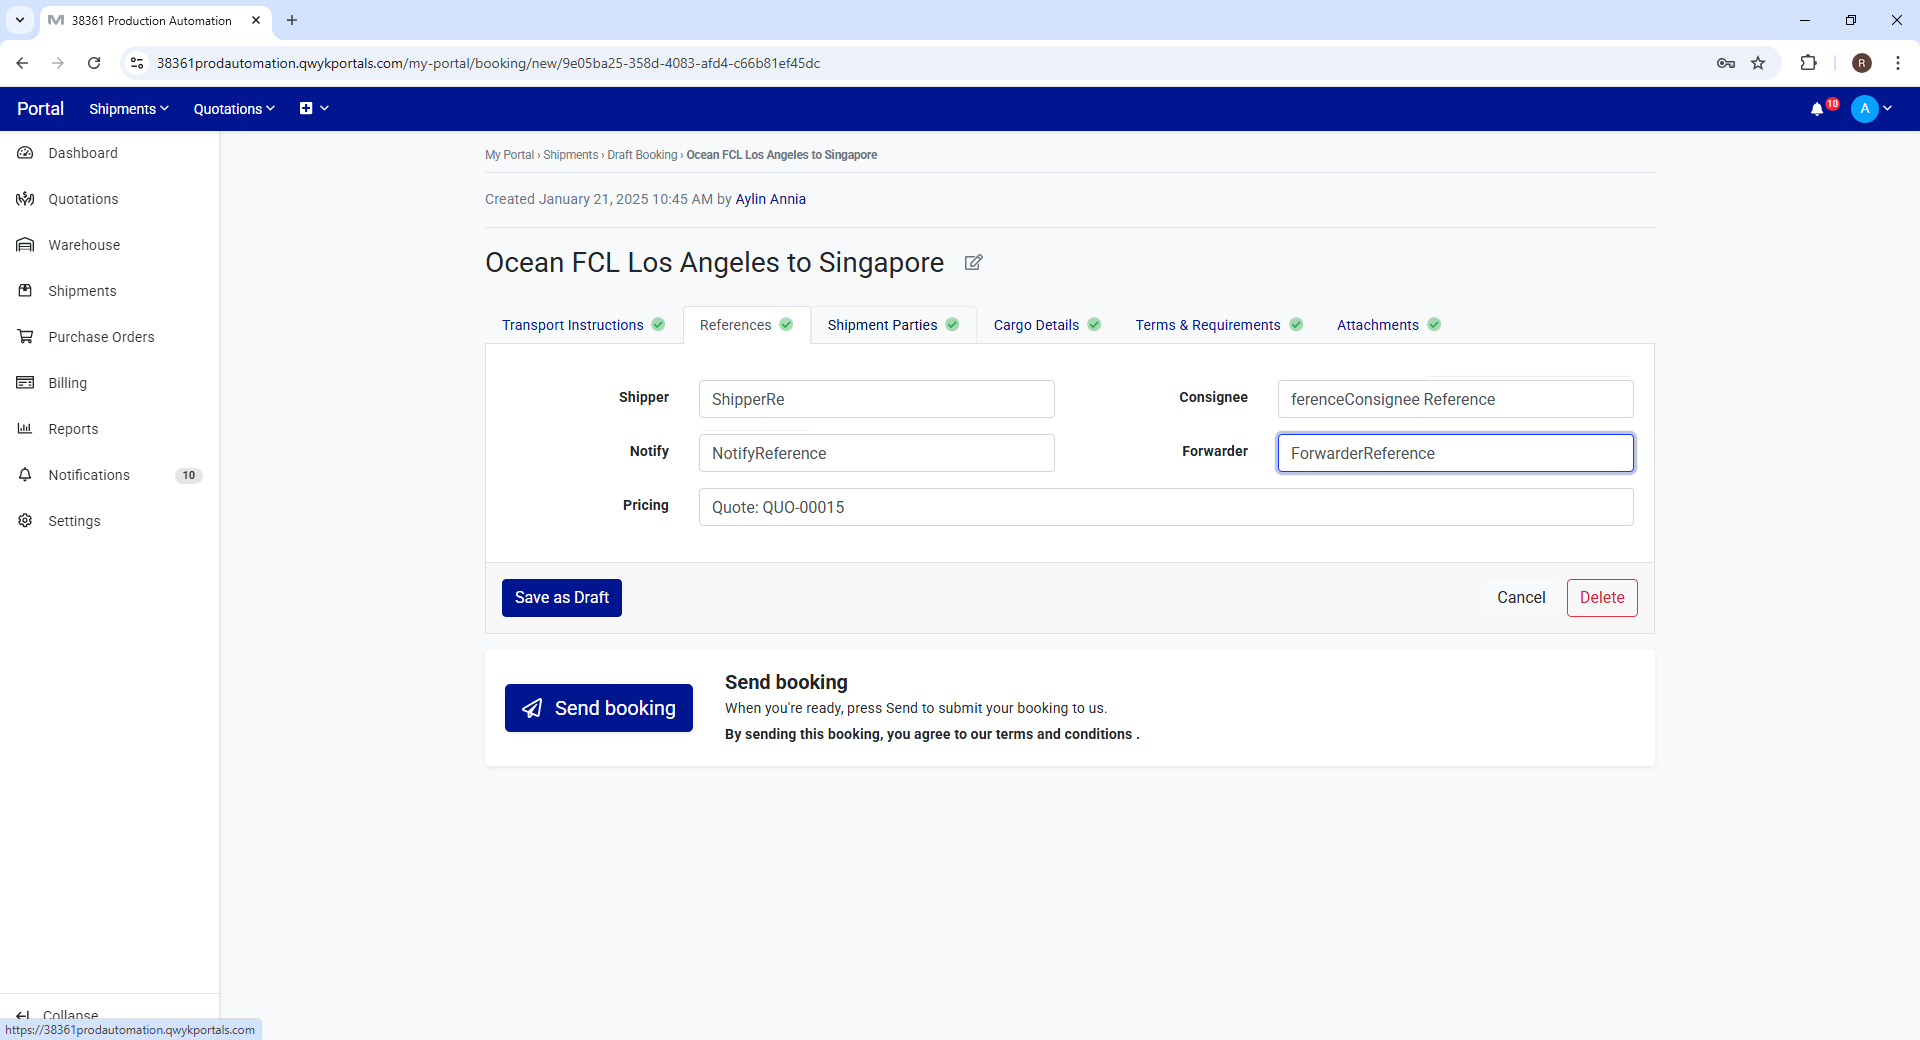 38361 Production Automation
38361prodautomation.qwykportals.com/my-portal/booking/new/9e05ba25-358d-4083-afd4-c66b81ef45dc
R
Portal
Shipments
Quotations
10
A
Dashboard
Quotations
Warehouse
Shipments
Purchase Orders
Billing
Reports
Notifications
10
Settings
Collapse
https://38361prodautomation.qwykportals.com
My Portal › Shipments › Draft Booking › Ocean FCL Los Angeles to Singapore
Created January 21, 2025 10:45 AM by Aylin Annia
Ocean FCL Los Angeles to Singapore
Transport Instructions
References
Shipment Parties
Cargo Details
Terms & Requirements
Attachments
Shipper
ShipperRe
Consignee
ferenceConsignee Reference
Notify
NotifyReference
Forwarder
ForwarderReference
Pricing
Quote: QUO-00015
Save as Draft
Cancel
Delete
Send booking
Send booking
When you're ready, press Send to submit your booking to us.
By sending this booking, you agree to our terms and conditions .